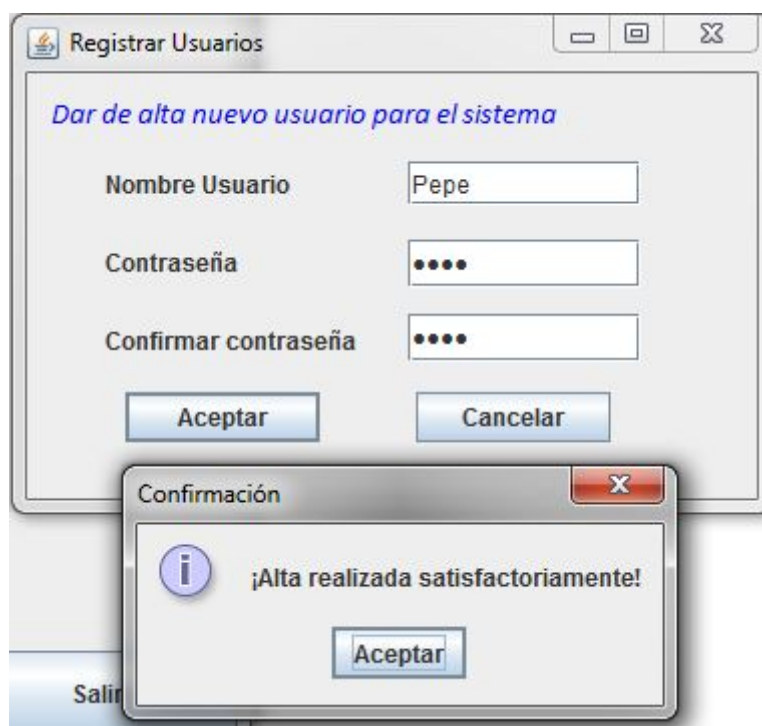 Registrar Usuarios
Dar de alta nuevo usuario para el sistema
Nombre Usuario
Pepe
Contraseña
••••
Confirmar contraseña
••••
Aceptar
Cancelar
Confirmación
¡Alta realizada satisfactoriamente!
Aceptar
Salir